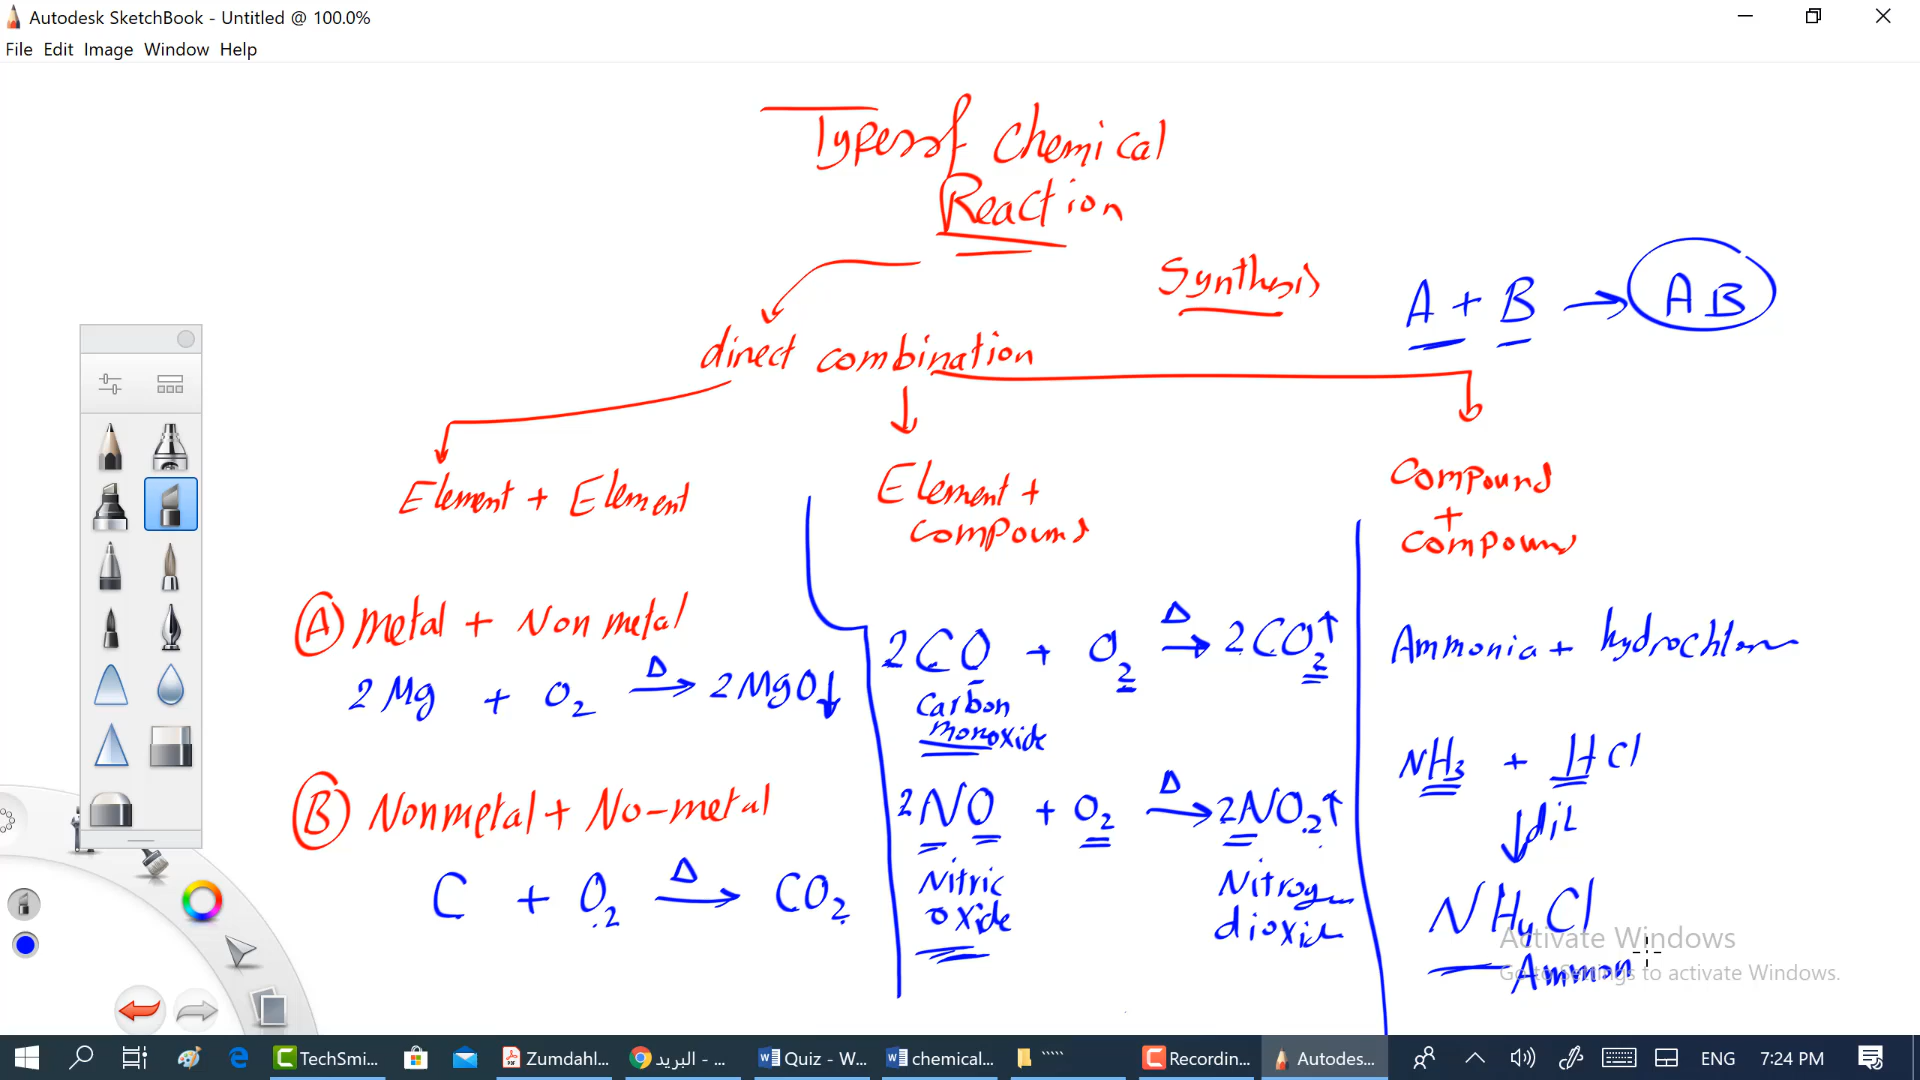 Autodesk SketchBook - Untitled @ 100.0%
File Edit Image Window Help
Types of Chemical
Reaction
Synthesis
A + B → AB
direct combination
Element + Element
Element +
compound
Compound
+
compound
Ⓐ Metal + Non metal
2 Mg + O₂ Δ→ 2MgO↓
Ⓑ Nonmetal + No-metal
C + O₂ Δ→ CO₂
2CO + O₂ Δ→ 2CO₂↑
Carbon
monoxide
2NO + O₂ Δ→ 2NO₂↑
Nitric
oxide
Nitrogen
dioxide
Ammonia +
NH₃ + HCl
↓ dil
NH₄Cl
Ammon
Activate Windows
Go to Settings to activate Windows.
TechSmi...
Zumdahl...
البريد - ...
Quiz - W...
chemical...
`````
Recordin...
Autodes...
ENG
7:24 PM